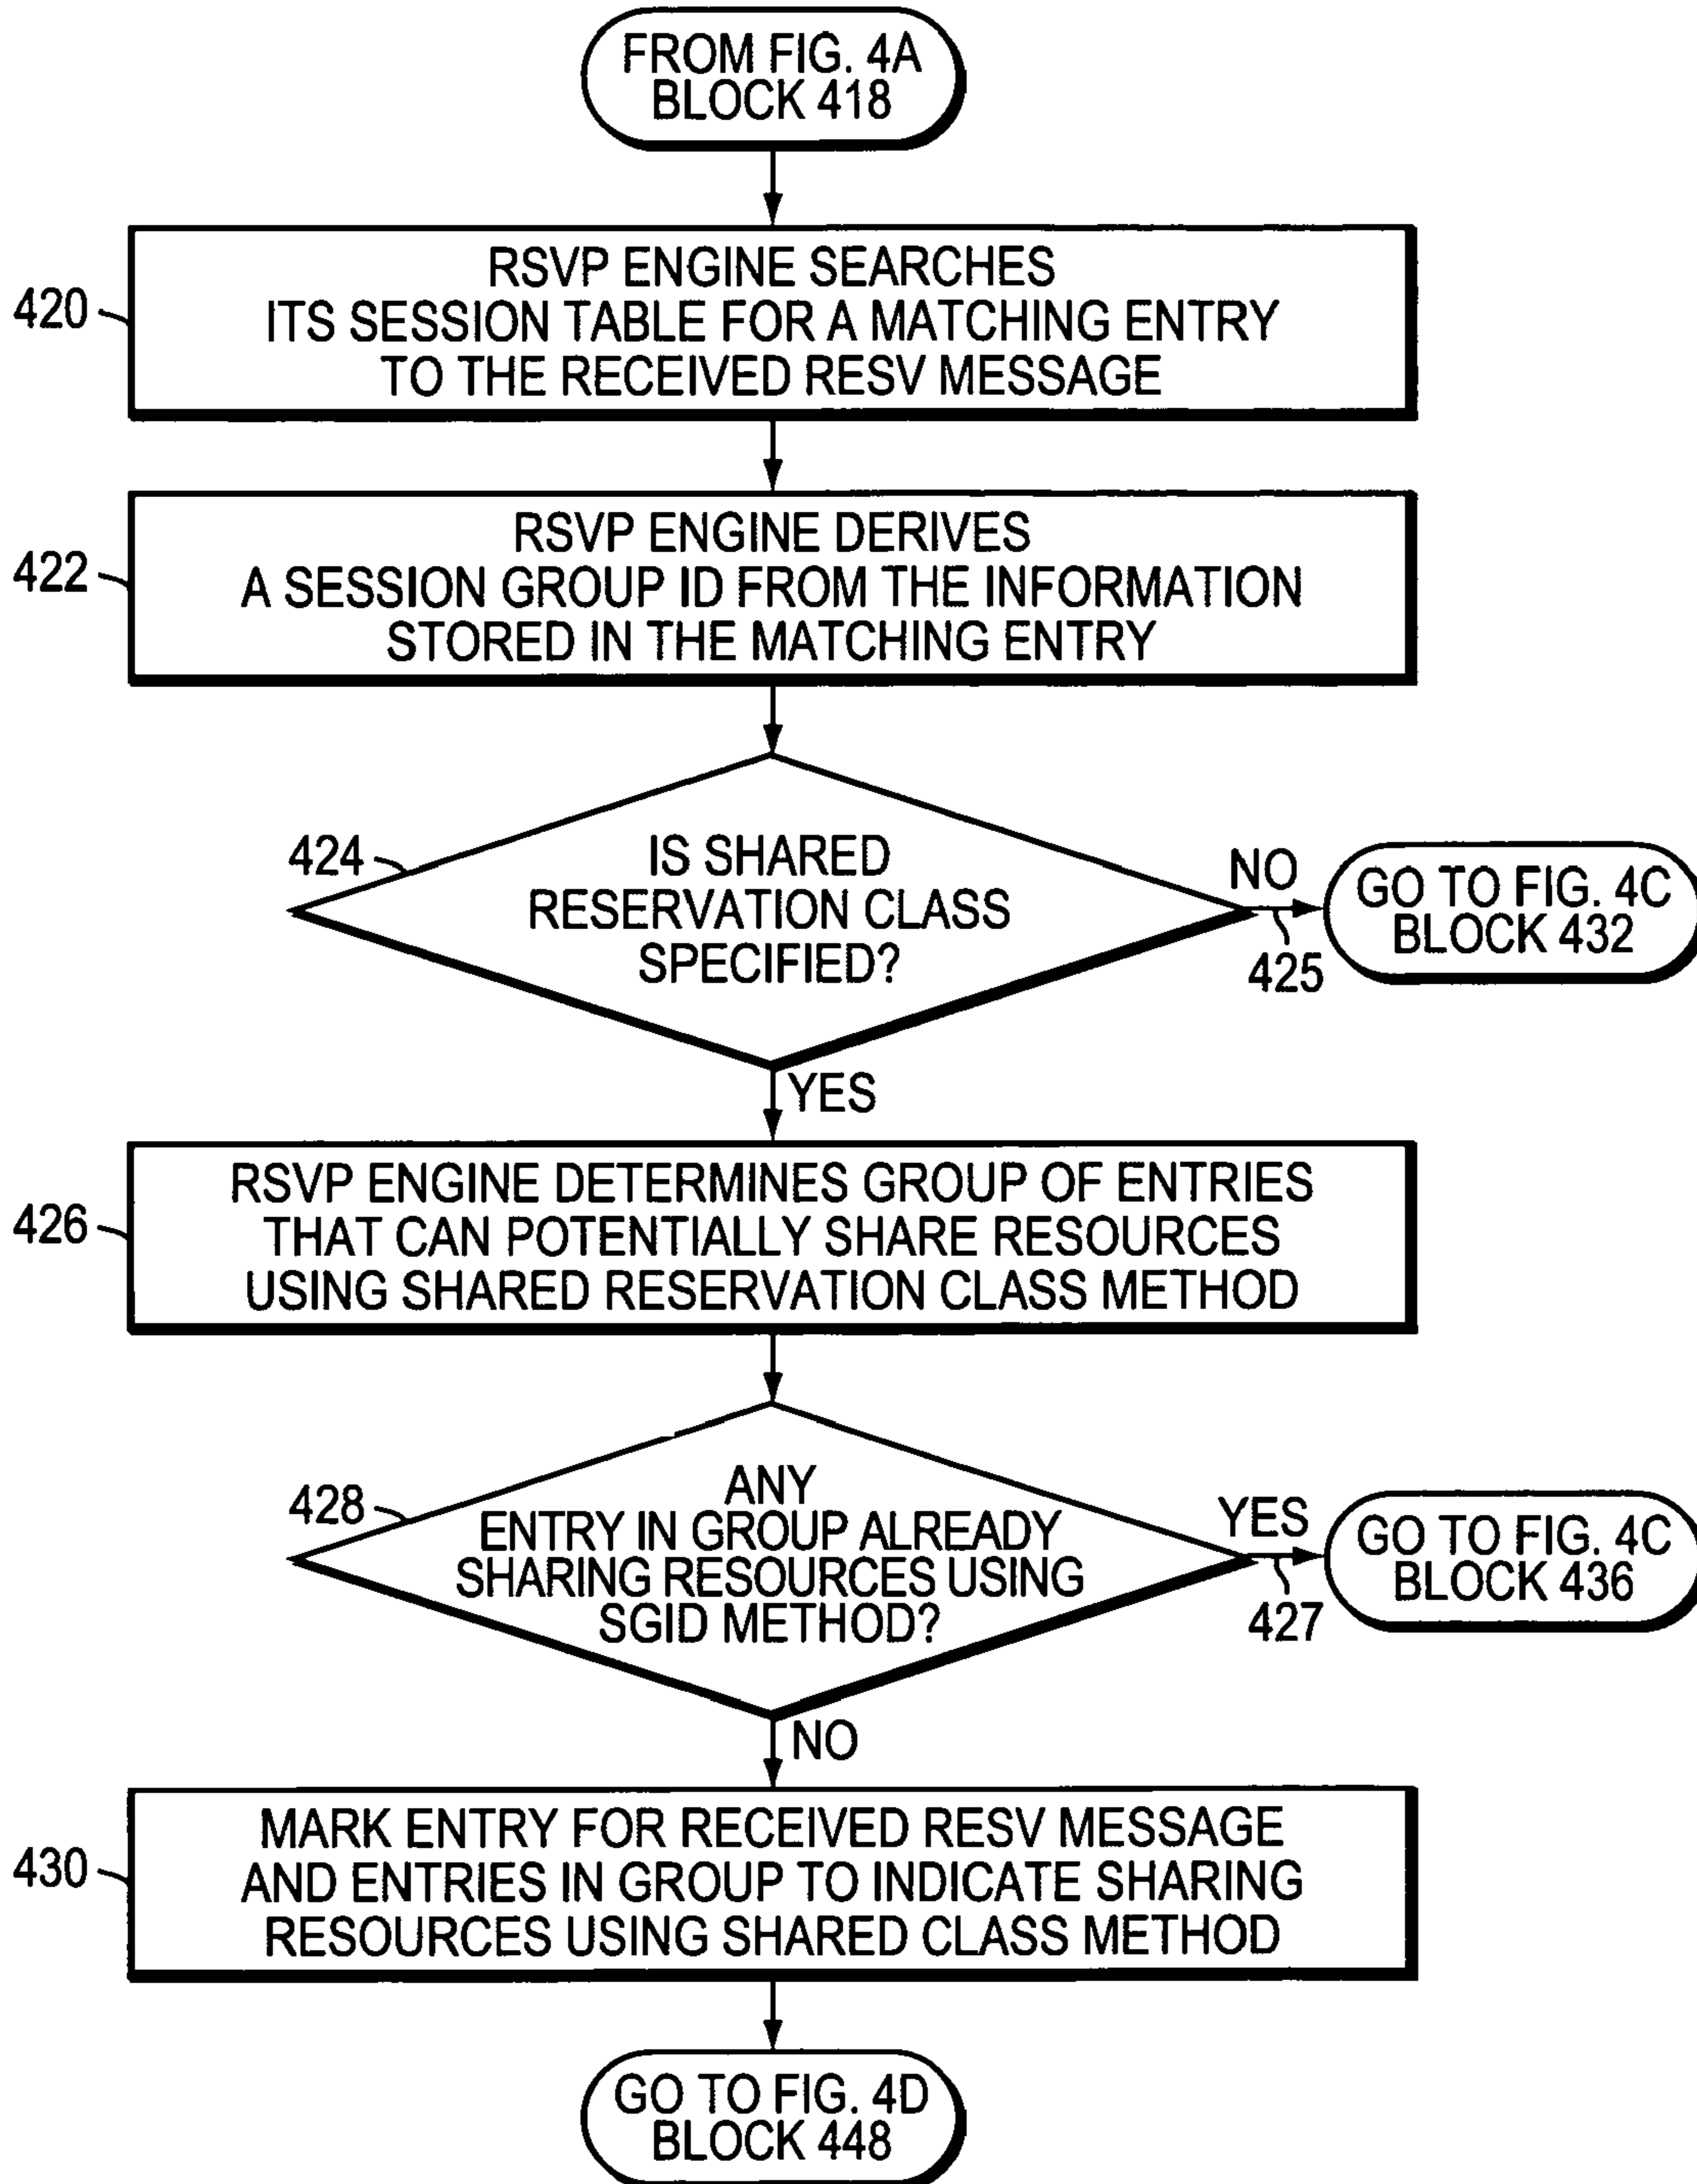 FROM FIG. 4A
BLOCK 418
420
RSVP ENGINE SEARCHES
ITS SESSION TABLE FOR A MATCHING ENTRY
TO THE RECEIVED RESV MESSAGE
422
RSVP ENGINE DERIVES
A SESSION GROUP ID FROM THE INFORMATION
STORED IN THE MATCHING ENTRY
424
IS SHARED
RESERVATION CLASS
SPECIFIED?
NO
425
GO TO FIG. 4C
BLOCK 432
YES
426
RSVP ENGINE DETERMINES GROUP OF ENTRIES
THAT CAN POTENTIALLY SHARE RESOURCES
USING SHARED RESERVATION CLASS METHOD
428
ANY
ENTRY IN GROUP ALREADY
SHARING RESOURCES USING
SGID METHOD?
YES
427
GO TO FIG. 4C
BLOCK 436
NO
430
MARK ENTRY FOR RECEIVED RESV MESSAGE
AND ENTRIES IN GROUP TO INDICATE SHARING
RESOURCES USING SHARED CLASS METHOD
GO TO FIG. 4D
BLOCK 448